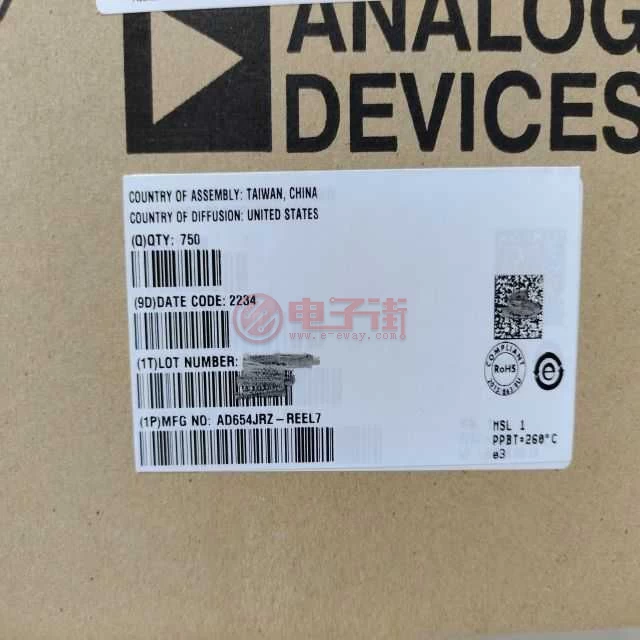 ANALOG
DEVICES
COUNTRY OF ASSEMBLY: TAIWAN, CHINA
COUNTRY OF DIFFUSION: UNITED STATES
(Q)QTY: 750
(9D)DATE CODE: 2234
电子街
www.e-eway.com
(1T)LOT NUMBER:
COMPLIANT
RoHS
e
(1P)MFG NO: AD654JRZ-REEL7
MSL 1
PPBT=260°C
e3